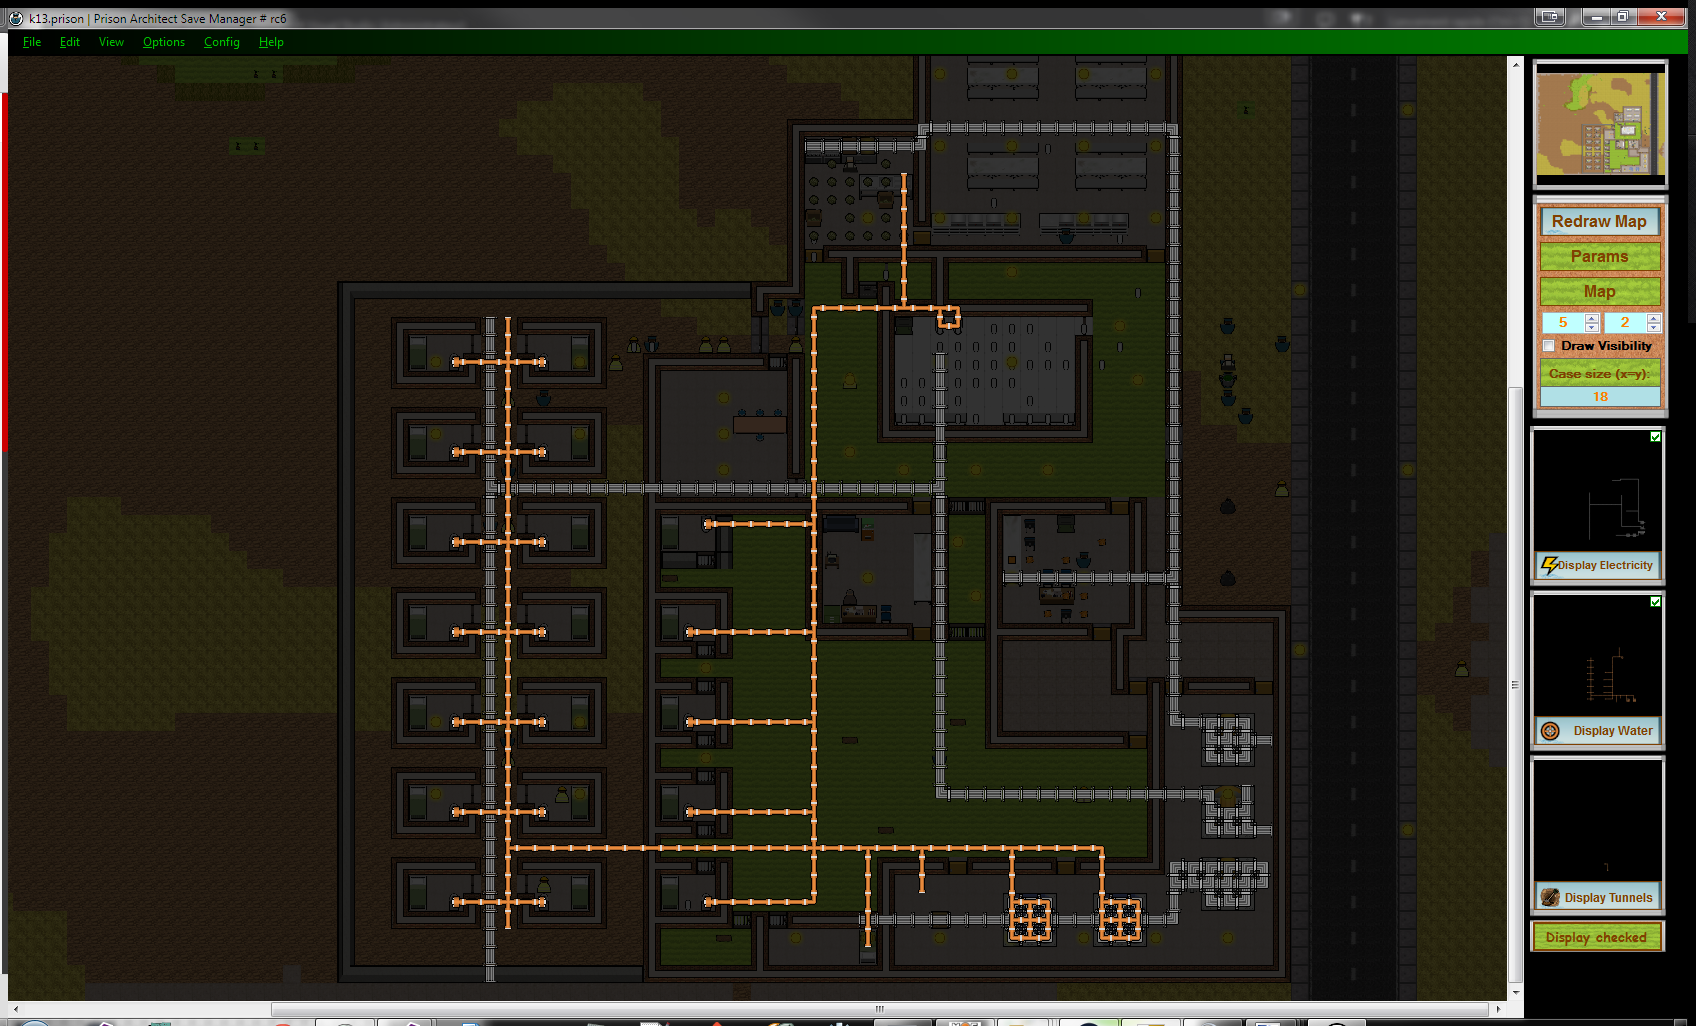 k13.prison | Prison Architect Save Manager # rc6
File Edit View Options Config Help
Redraw Map
Params
Map
5 2
Draw Visibility
Case size (x=y):
18
Display Electricity
Display Water
Display Tunnels
Display checked